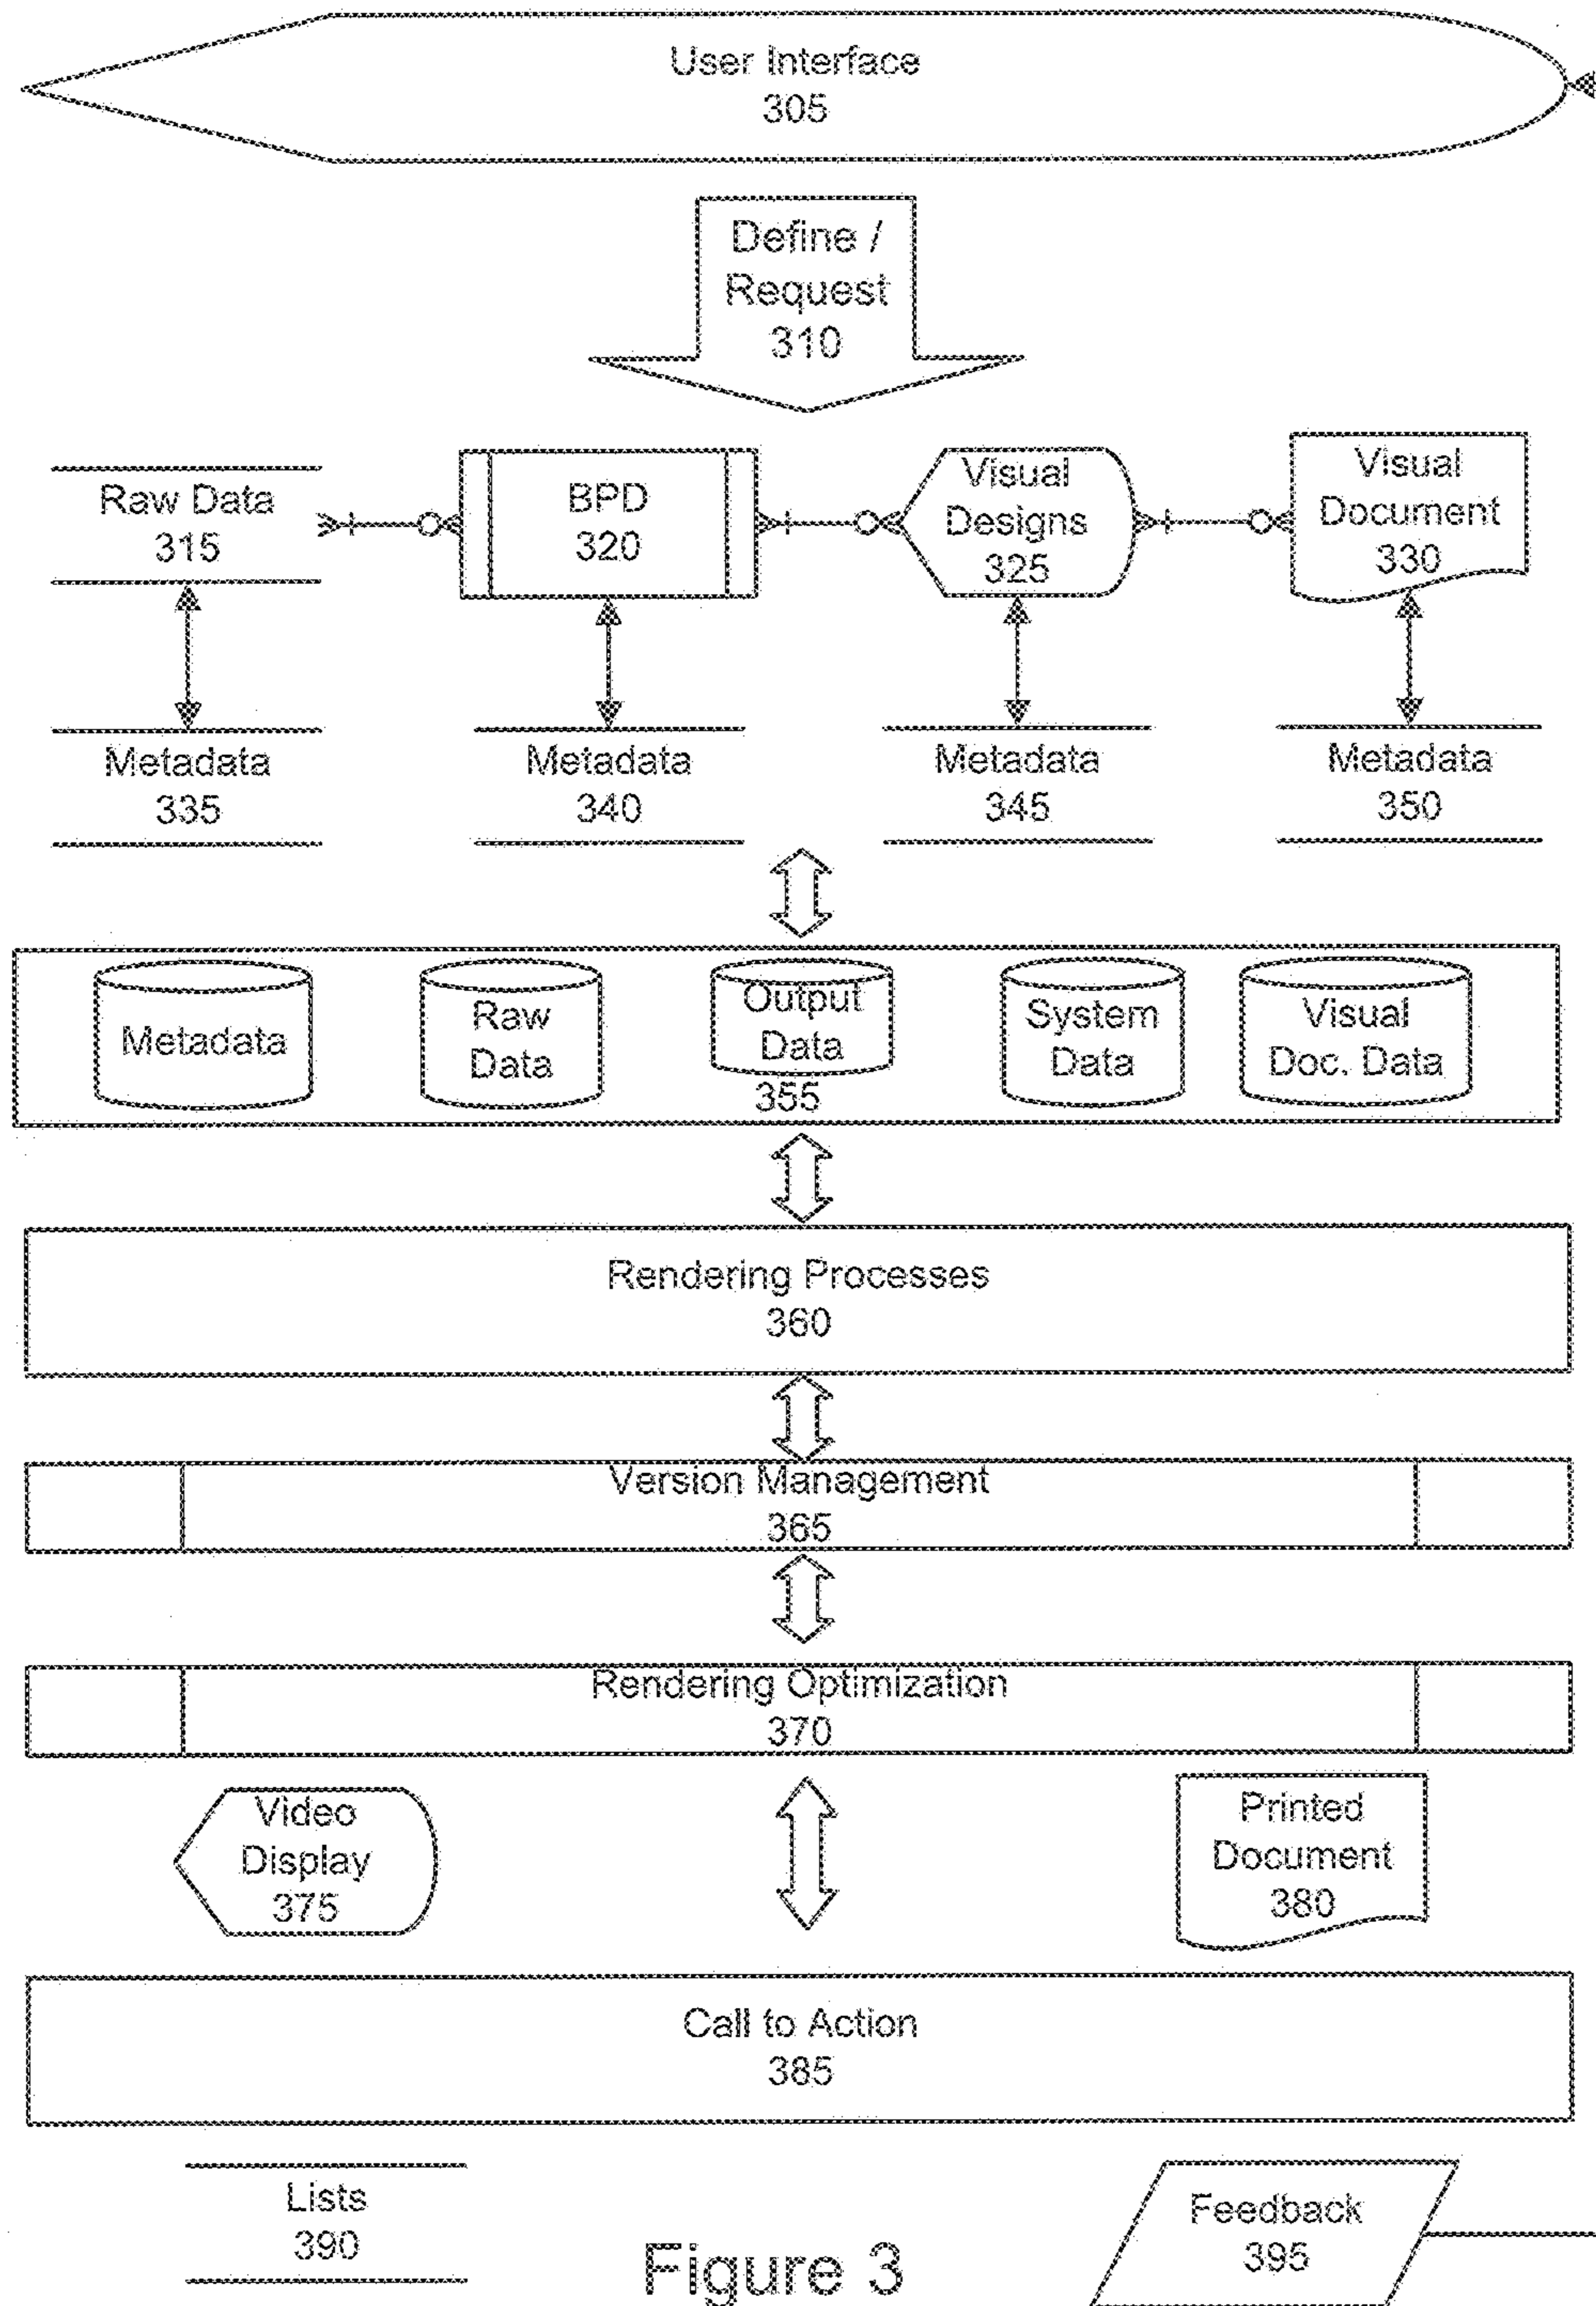 User Interface
305
Define /
Request
310
Raw Data
315
BPD
320
Visual
Designs
325
Visual
Document
330
Metadata
335
Metadata
340
Metadata
345
Metadata
350
Metadata
Raw
Data
Output
Data
355
System
Data
Visual
Doc. Data
Rendering Processes
360
Version Management
365
Rendering Optimization
370
Video
Display
375
Printed
Document
380
Call to Action
385
Lists
390
Feedback
395
Figure 3